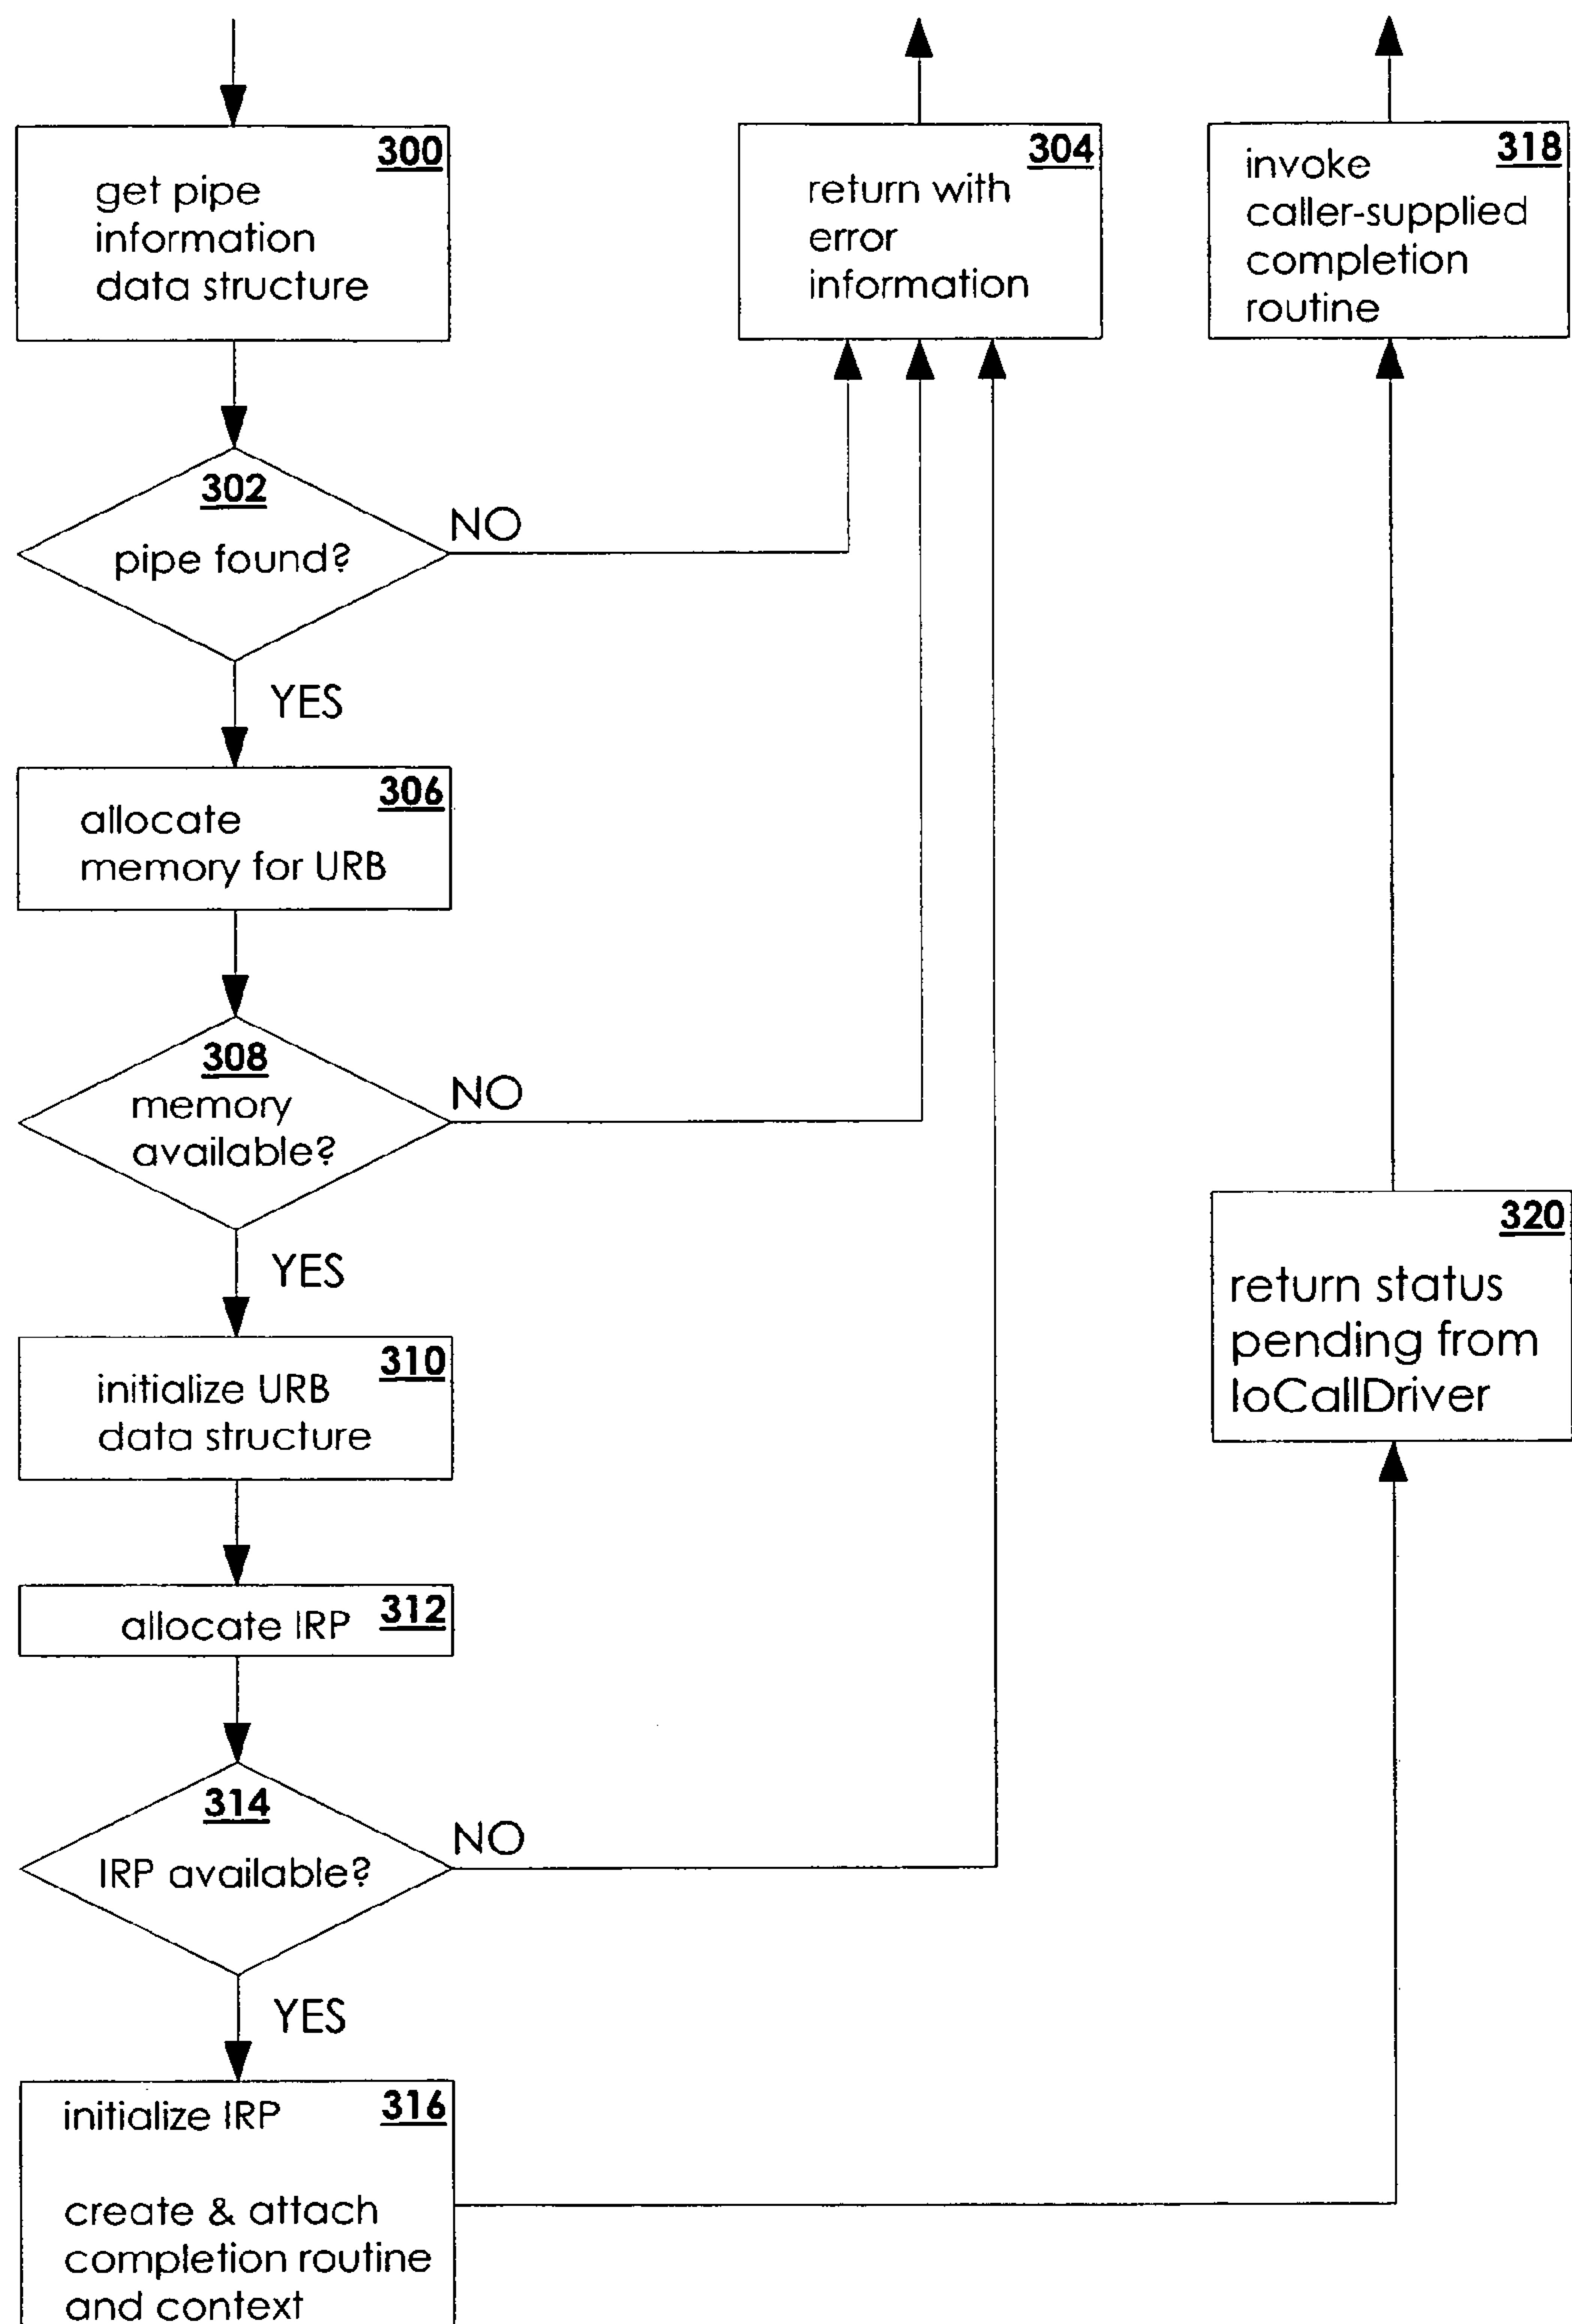 300
get pipe
information
data structure
304
return with
error
information
318
invoke
caller-supplied
completion
routine
302
pipe found?
NO
YES
306
allocate
memory for URB
308
memory
available?
NO
YES
320
return status
pending from
IoCallDriver
310
initialize URB
data structure
312
allocate IRP
314
IRP available?
NO
YES
316
initialize IRP
create & attach
completion routine
and context